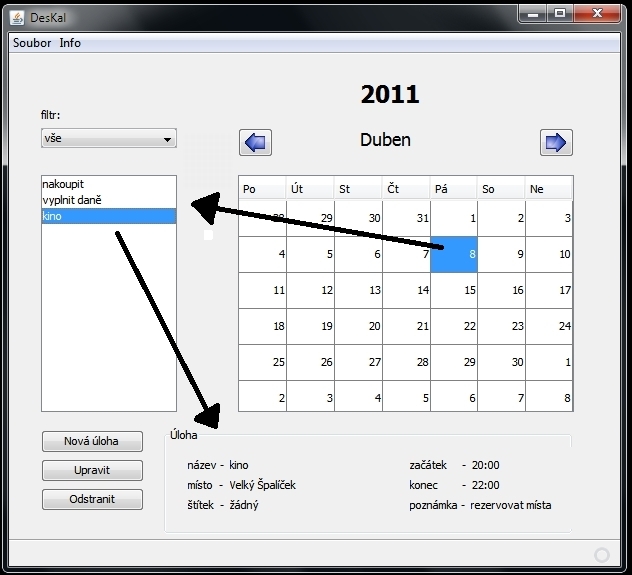 DesKal
Soubor Info
2011
filtr:
vše
Duben
nakoupit
vyplnit daně
kino
Po Út St Čt Pá So Ne
28 29 30 31 1 2 3
4 5 6 7 8 9 10
11 12 13 14 15 16 17
18 19 20 21 22 23 24
25 26 27 28 29 30 1
2 3 4 5 6 7 8
Nová úloha
Upravit
Odstranit
Úloha
název - kino
začátek - 20:00
místo - Velký Špalíček
konec - 22:00
štítek - žádný
poznámka - rezervovat místa